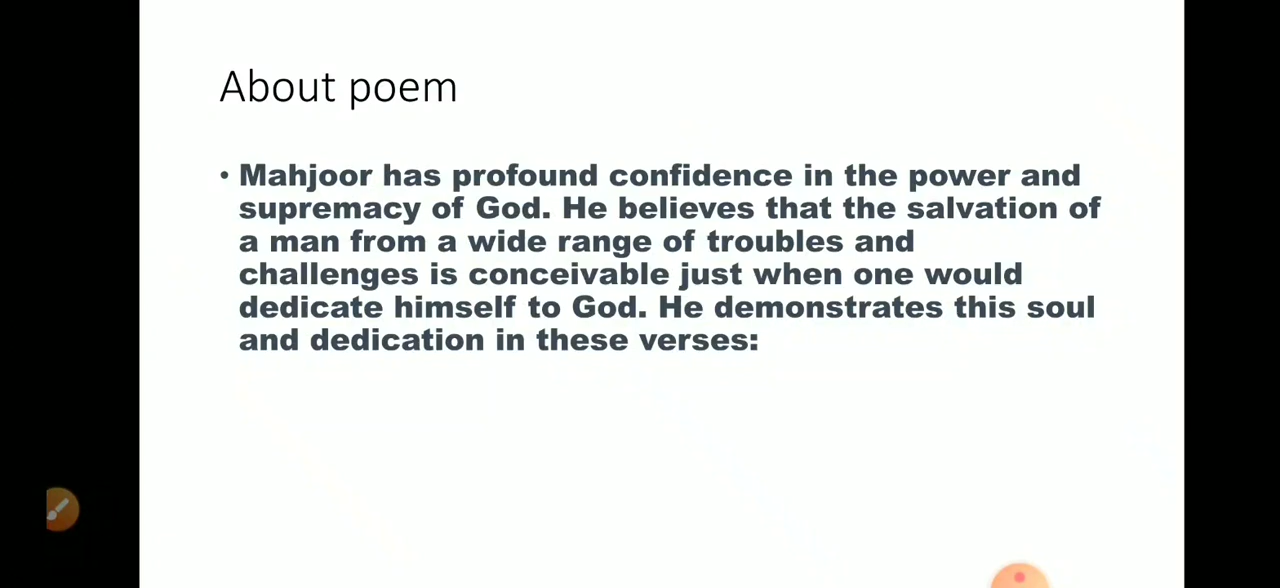 About poem
• Mahjoor has profound confidence in the power and
supremacy of God. He believes that the salvation of
a man from a wide range of troubles and
challenges is conceivable just when one would
dedicate himself to God. He demonstrates this soul
and dedication in these verses: